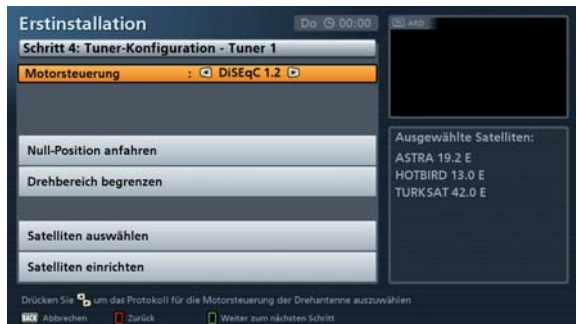 Erstinstallation
Do 00:00
ARD
Schritt 4: Tuner-Konfiguration - Tuner 1
Motorsteuerung : DiSEqC 1.2
Null-Position anfahren
Drehbereich begrenzen
Satelliten auswählen
Satelliten einrichten
Ausgewählte Satelliten:
ASTRA 19.2 E
HOTBIRD 13.0 E
TURKSAT 42.0 E
Drücken Sie um das Protokoll für die Motorsteuerung der Drehantenne auszuwählen
BACK Abbrechen Zurück Weiter zum nächsten Schritt